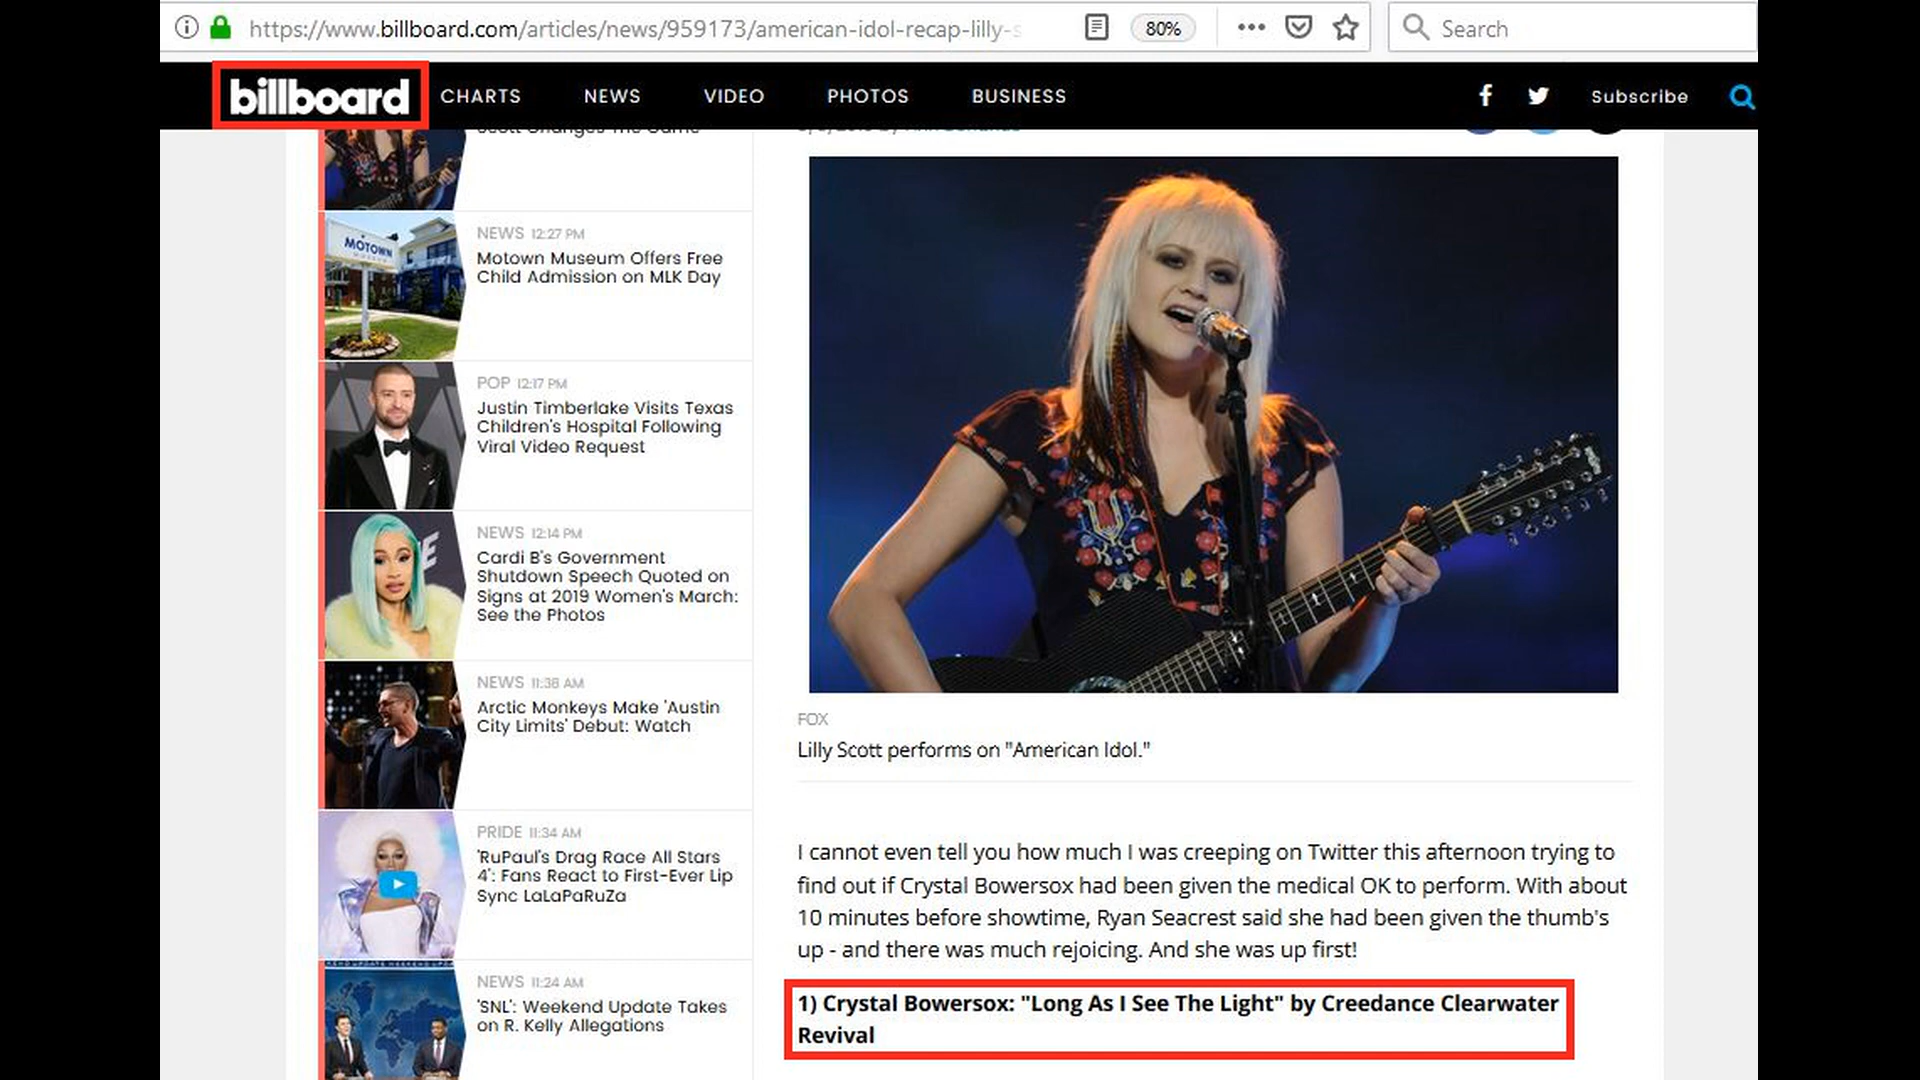 https://www.billboard.com/articles/news/959173/american-idol-recap-lilly-s
80%
Search
billboard
CHARTS
NEWS
VIDEO
PHOTOS
BUSINESS
Subscribe
Scott Changes The Game
MOTOWN
MUSEUM
NEWS 12:27 PM
Motown Museum Offers Free
Child Admission on MLK Day
POP 12:17 PM
Justin Timberlake Visits Texas
Children's Hospital Following
Viral Video Request
NEWS 12:14 PM
Cardi B's Government
Shutdown Speech Quoted on
Signs at 2019 Women's March:
See the Photos
NEWS 11:38 AM
Arctic Monkeys Make 'Austin
City Limits' Debut: Watch
PRIDE 11:34 AM
'RuPaul's Drag Race All Stars
4': Fans React to First-Ever Lip
Sync LaLaPaRuZa
NEWS 11:24 AM
'SNL': Weekend Update Takes
on R. Kelly Allegations
FOX
Lilly Scott performs on "American Idol."
I cannot even tell you how much I was creeping on Twitter this afternoon trying to
find out if Crystal Bowersox had been given the medical OK to perform. With about
10 minutes before showtime, Ryan Seacrest said she had been given the thumb's
up - and there was much rejoicing. And she was up first!
1) Crystal Bowersox: "Long As I See The Light" by Creedance Clearwater
Revival